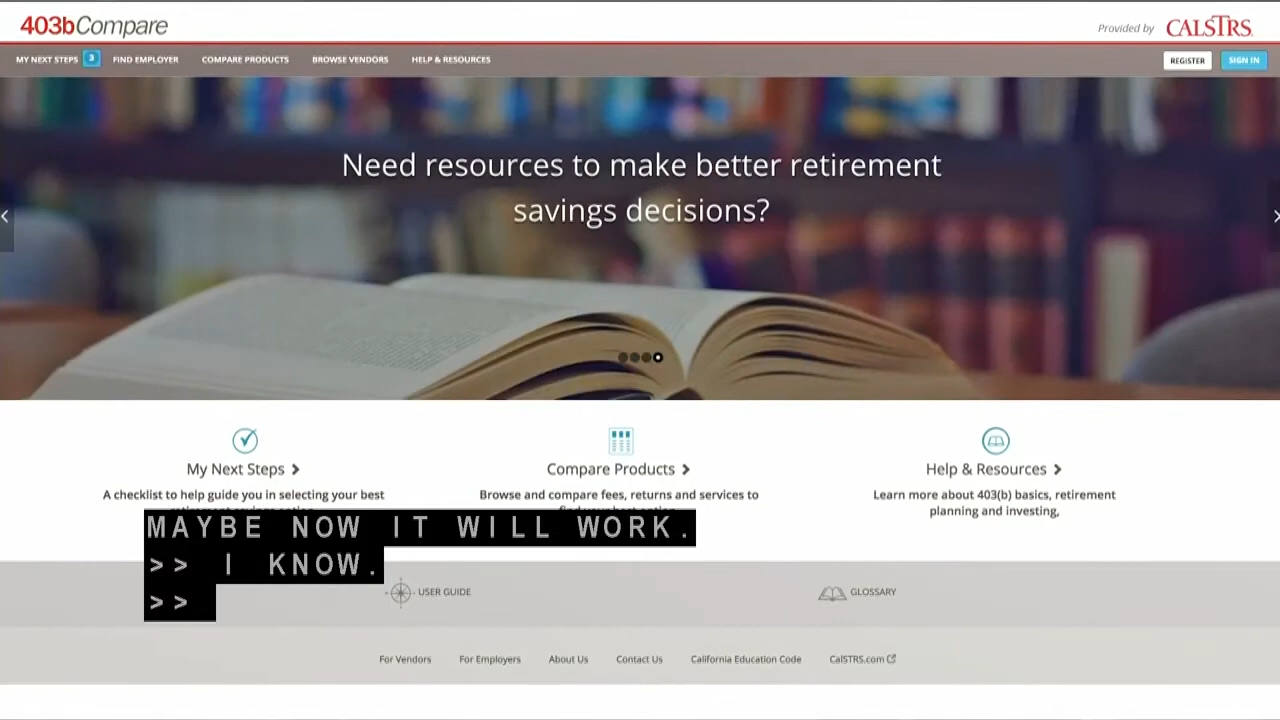 403bCompare
Provided by CALSTRS
MY NEXT STEPS 3 FIND EMPLOYER COMPARE PRODUCTS BROWSE VENDORS HELP & RESOURCES REGISTER SIGN IN
Need resources to make better retirement
savings decisions?
My Next Steps
A checklist to help guide you in selecting your best
Compare Products
Browse and compare fees, returns and services to
Help & Resources
Learn more about 403(b) basics, retirement
planning and investing.
MAYBE NOW IT WILL WORK.
>> I KNOW.
>>
USER GUIDE
GLOSSARY
For Vendors For Employers About Us Contact Us California Education Code CalSTRS.com